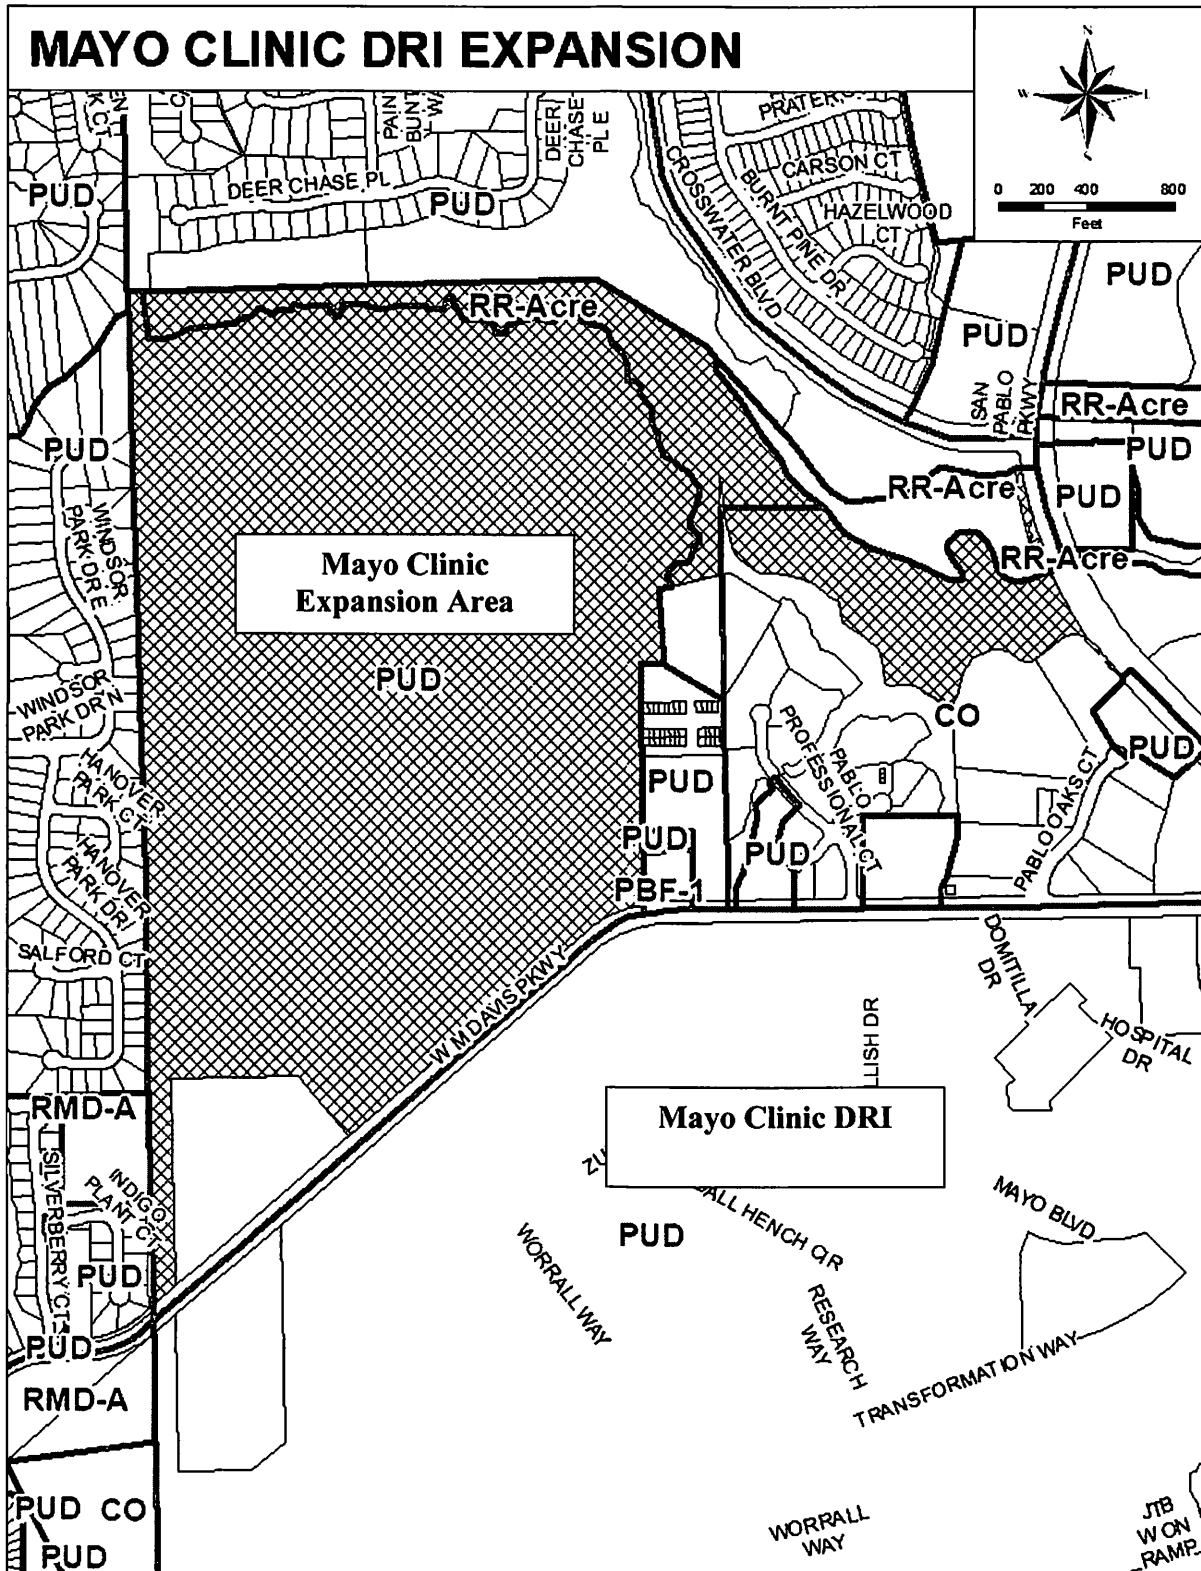 MAYO CLINIC DRI EXPANSION
N
W
S
0 200 400 800
Feet
DEER
CHASE
PL E
DEER CHASE PL
PUD
PUD
CARSON CT
HAZELWOOD
CT
CROSSWATER BLVD
BURNT PINE DR
PUD
PUD
SAN
PABLO
PKWY
RR-Acre
RR-Acre
PUD
PUD
RR-Acre
PUD
RR-Acre
WINDSOR
PARK DR E
Mayo Clinic
Expansion Area
PUD
WINDSOR
PARK DR N
HANOVER
PARK CT
HANOVER
PARK DR
SALFORD CT
CO
PUD
PROFESSIONAL CT
PABLO
PABLO OAKS CT
PUD
PUD
PUD
PBF-1
W M DAVIS PKWY
DOMITILLA
DR
HOSPITAL
DR
LLISH DR
Mayo Clinic DRI
RMD-A
SILVERBERRY CT
INDIGO
PLANT CT
PUD
PUD
RMD-A
ZU
DALL HENCH CIR
PUD
WORRALL WAY
MAYO BLVD
RESEARCH
WAY
TRANSFORMATION WAY
PUD CO
PUD
WORRALL
WAY
JTB
W ON
RAMP